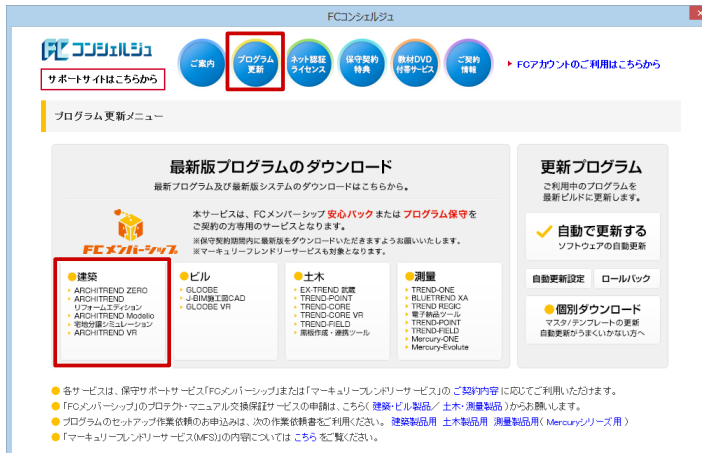 FCコンシェルジュ
FC コンシェルジュ
サポートサイトはこちらから
ご案内
プログラム
更新
ネット認証
ライセンス
保守契約
特典
教材DVD
付帯サービス
ご契約
情報
FCアカウントのご利用はこちらから
プログラム更新メニュー
最新版プログラムのダウンロード
最新プログラム及び最新版システムのダウンロードはこちらから。
FCメンバーシップ
本サービスは、FCメンバーシップ 安心パック または プログラム保守 を
ご契約の方専用のサービスとなります。
※保守契約期間内に最新版をダウンロードいただきますようお願いいたします。
※マーキュリーフレンドリーサービスも対象となります。
●建築
ARCHITREND ZERO
ARCHITREND
リフォームエディション
ARCHITREND Modelio
宅地分譲シミュレーション
ARCHITREND VR
●ビル
GLOOBE
J-BIM施工図CAD
GLOOBE VR
●土木
EX-TREND 武蔵
TREND-POINT
TREND-CORE
TREND-CORE VR
TREND-FIELD
黒板作成・連携ツール
●測量
TREND-ONE
BLUETREND XA
TREND REGIC
電子納品ツール
TREND-POINT
TREND-FIELD
Mercury-ONE
Mercury-Evolute
更新プログラム
ご利用中のプログラムを
最新ビルドに更新します。
自動で更新する
ソフトウェアの自動更新
自動更新設定
ロールバック
●個別ダウンロード
マスタ/テンプレートの更新
自動更新がうまくいかない方へ
● 各サービスは、保守サポートサービス「FCメンバーシップ」または「マーキュリーフレンドリーサービス」の ご契約内容 に応じてご利用いただけます。
● 「FCメンバーシップ」のプロテクト・マニュアル交換保証サービスの申請は、こちら( 建築・ビル製品／ 土木・測量製品 )からお願いします。
● プログラムのセットアップ作業依頼のお申込みは、次の作業依頼書をご利用ください。 建築製品用 土木製品用 測量製品用( Mercuryシリーズ用 )
● 「マーキュリーフレンドリーサービス(MFS)」の内容については こちら をご覧ください。